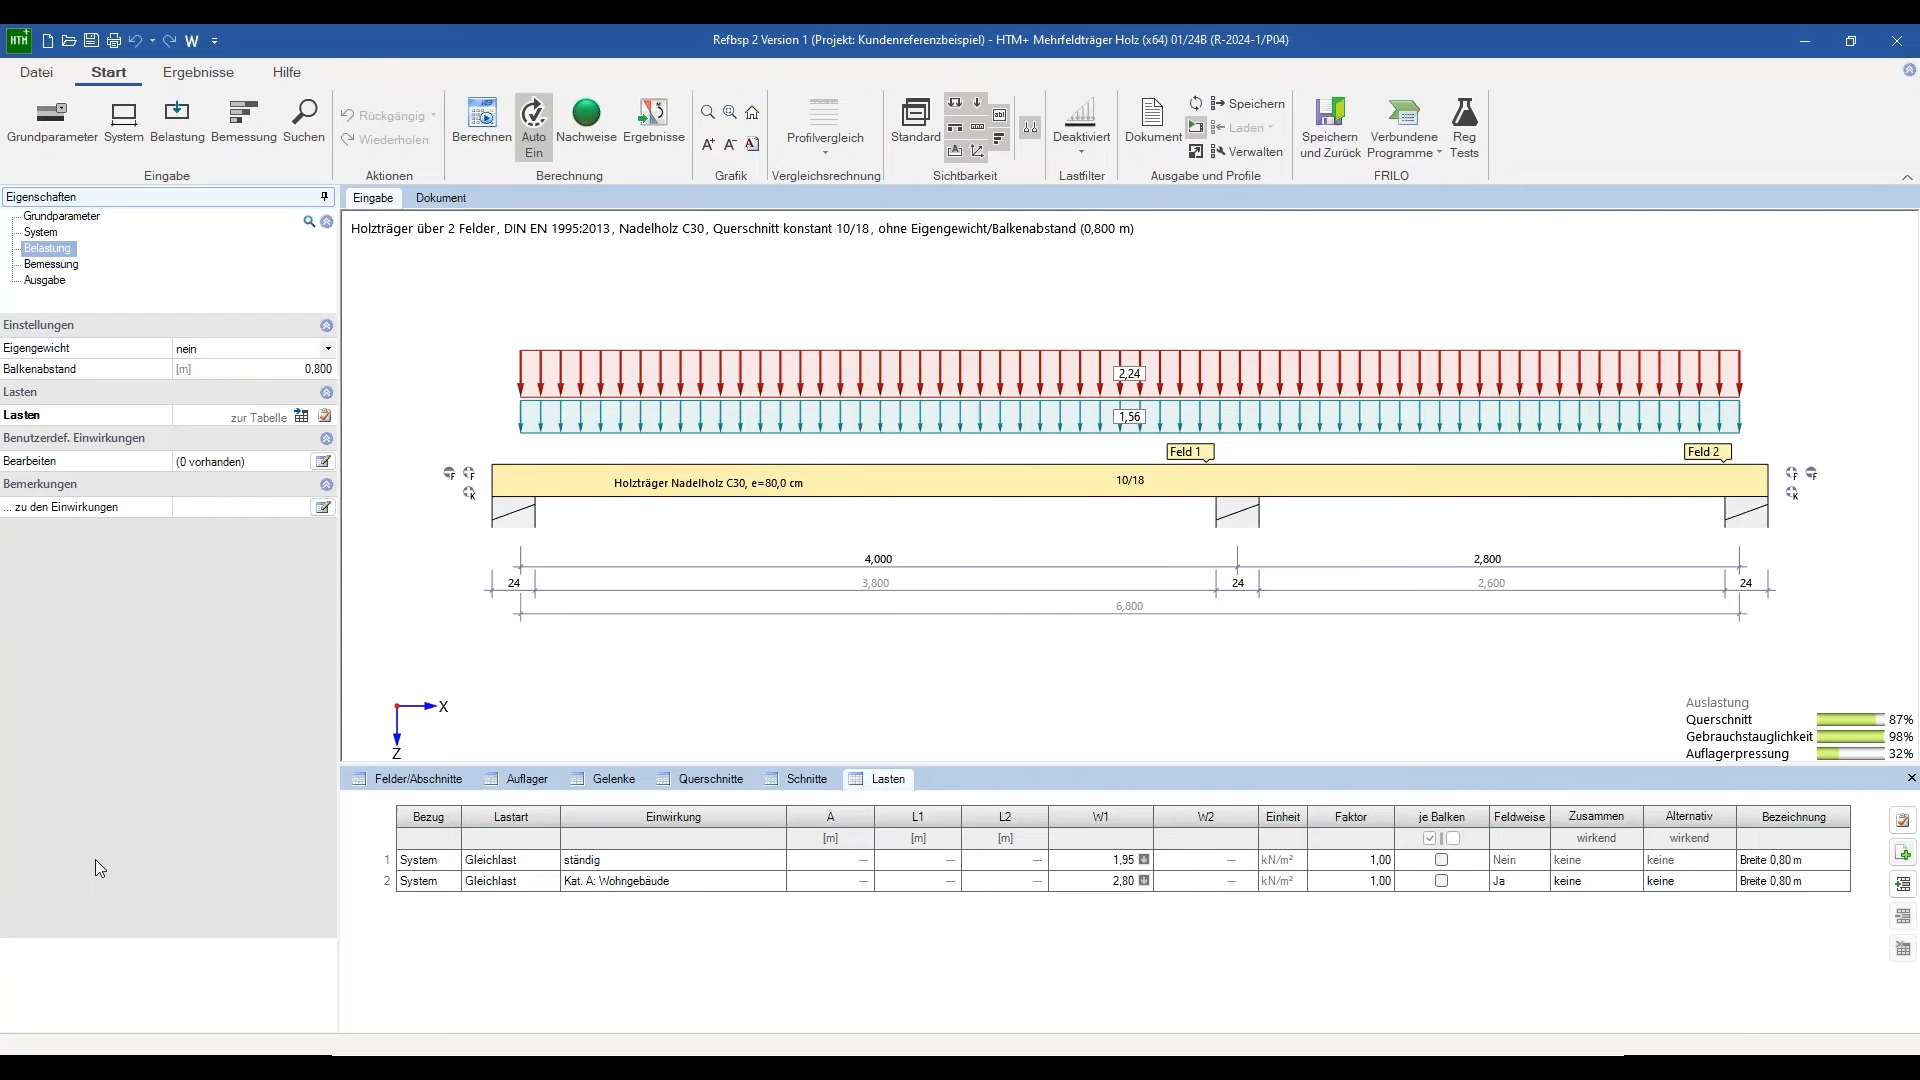 HTM+
W
Refbsp 2 Version 1 (Projekt: Kundenreferenzbeispiel) - HTM+ Mehrfeldträger Holz (x64) 01/24B (R-2024-1/P04)
Datei Start Ergebnisse Hilfe
Grundparameter System Belastung Bemessung Suchen
Eingabe
Rückgängig
Wiederholen
Aktionen
Berechnen Auto Ein Nachweise Ergebnisse
Berechnung
Grafik
Profilvergleich
Vergleichsrechnung
Standard
Sichtbarkeit
Deaktiviert
Lastfilter
Dokument
Speichern
Laden
Verwalten
Ausgabe und Profile
Speichern und Zurück
Verbundene Programme
Reg Tests
FRILO
Eigenschaften
Grundparameter
System
Belastung
Bemessung
Ausgabe
Einstellungen
Eigengewicht nein
Balkenabstand [m] 0,800
Lasten
Lasten zur Tabelle
Benutzerdef. Einwirkungen
Bearbeiten (0 vorhanden)
Bemerkungen
... zu den Einwirkungen
Eingabe Dokument
Holzträger über 2 Felder, DIN EN 1995:2013, Nadelholz C30, Querschnitt konstant 10/18, ohne Eigengewicht/Balkenabstand (0,800 m)
2,24
1,56
Feld 1 Feld 2
F F K
Holzträger Nadelholz C30, e=80,0 cm 10/18
F F K
4,000 2,800
24 3,800 24 2,600 24
6,800
X
Z
Auslastung
Querschnitt 87%
Gebrauchstauglichkeit 98%
Auflagerpressung 32%
Felder/Abschnitte Auflager Gelenke Querschnitte Schnitte Lasten
Bezug Lastart Einwirkung A L1 L2 W1 W2 Einheit Faktor je Balken Feldweise Zusammen Alternativ Bezeichnung
[m] [m] [m] wirkend wirkend
1 System Gleichlast ständig — — — 1,95 — kN/m² 1,00 Nein keine keine Breite 0,80 m
2 System Gleichlast Kat. A: Wohngebäude — — — 2,80 — kN/m² 1,00 Ja keine keine Breite 0,80 m